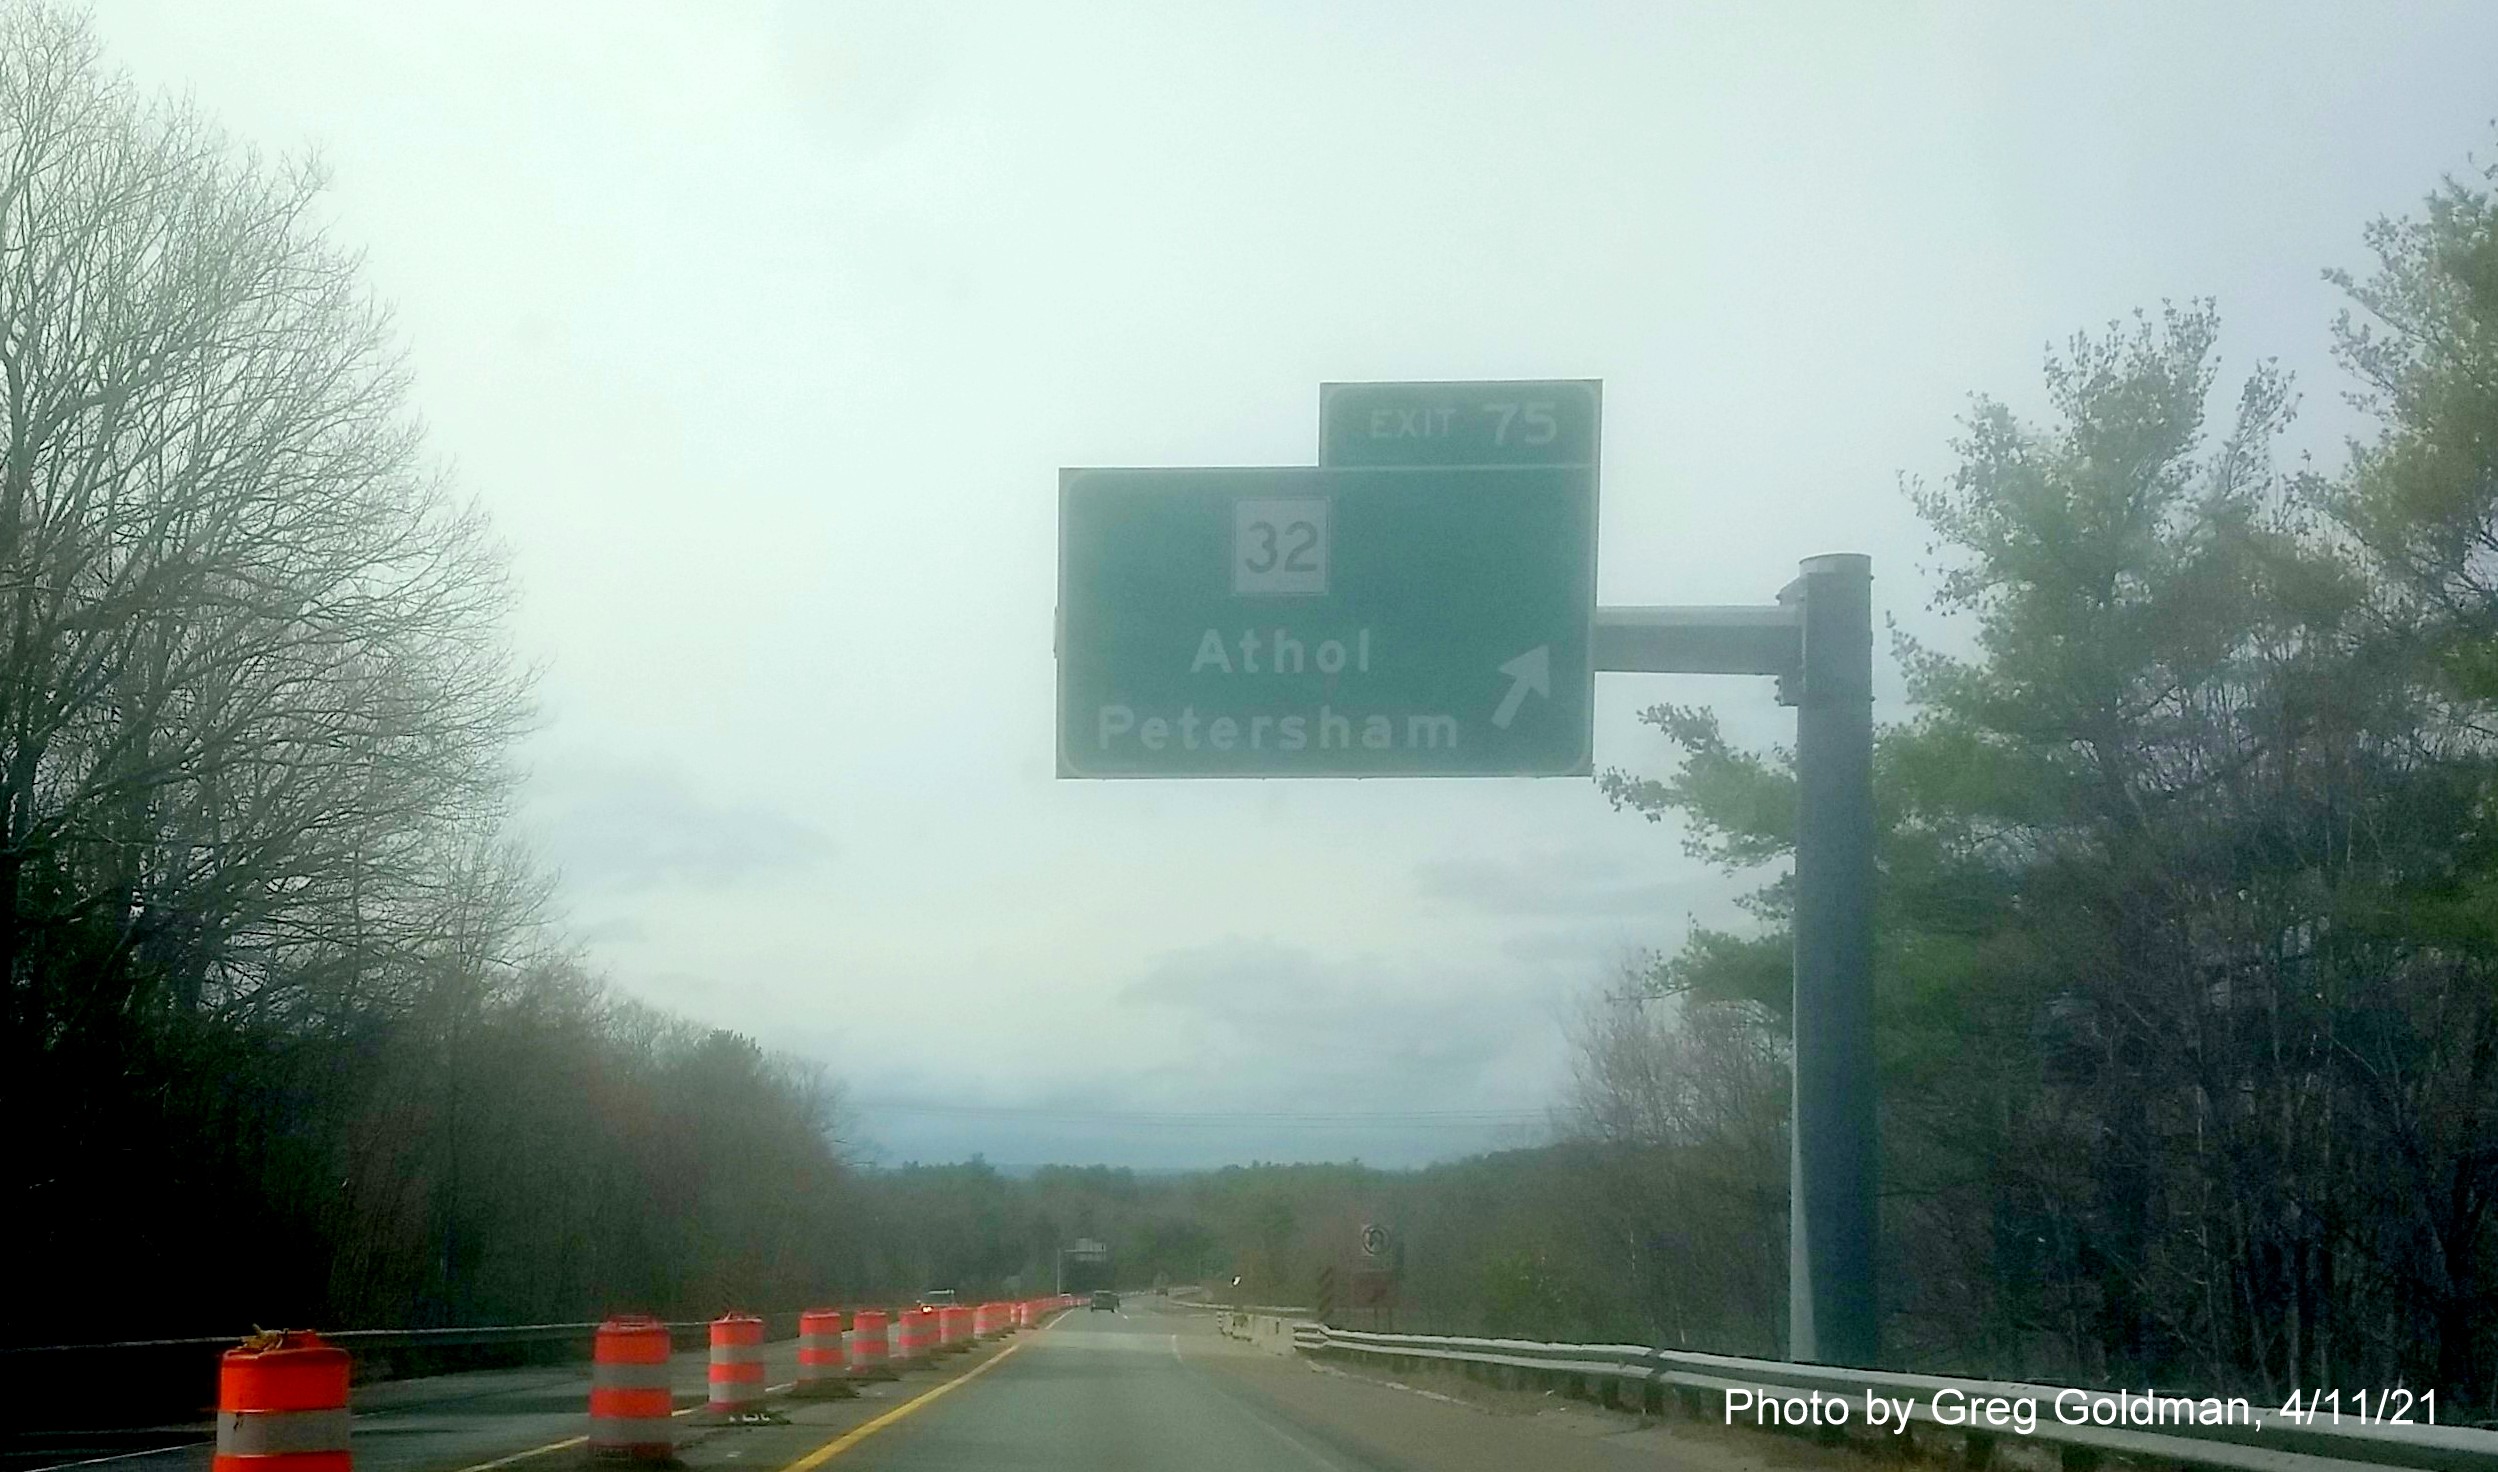 EXIT 75
32
Athol
Petersham
Photo by Greg Goldman, 4/11/21